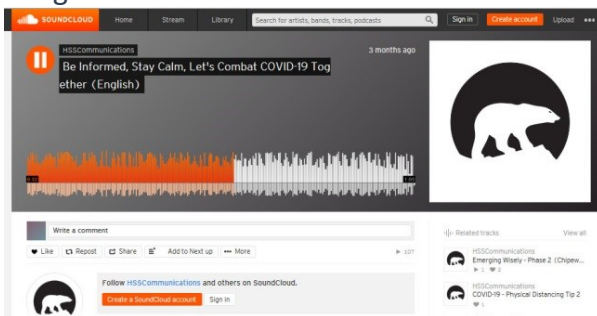 SOUNDCLOUD Home Stream Library Search for artists, bands, tracks, podcasts Sign in Create account Upload
HSSCommunications
3 months ago
Be Informed, Stay Calm, Let's Combat COVID-19 Tog
ether (English)
Write a comment
Like Repost Share Add to Next up More 107
Related tracks View all
HSSCommunications
Emerging Wisely - Phase 2 (Chipew...
1 2
Follow HSSCommunications and others on SoundCloud.
Create a SoundCloud account Sign in
HSSCommunications
COVID-19 - Physical Distancing Tip 2